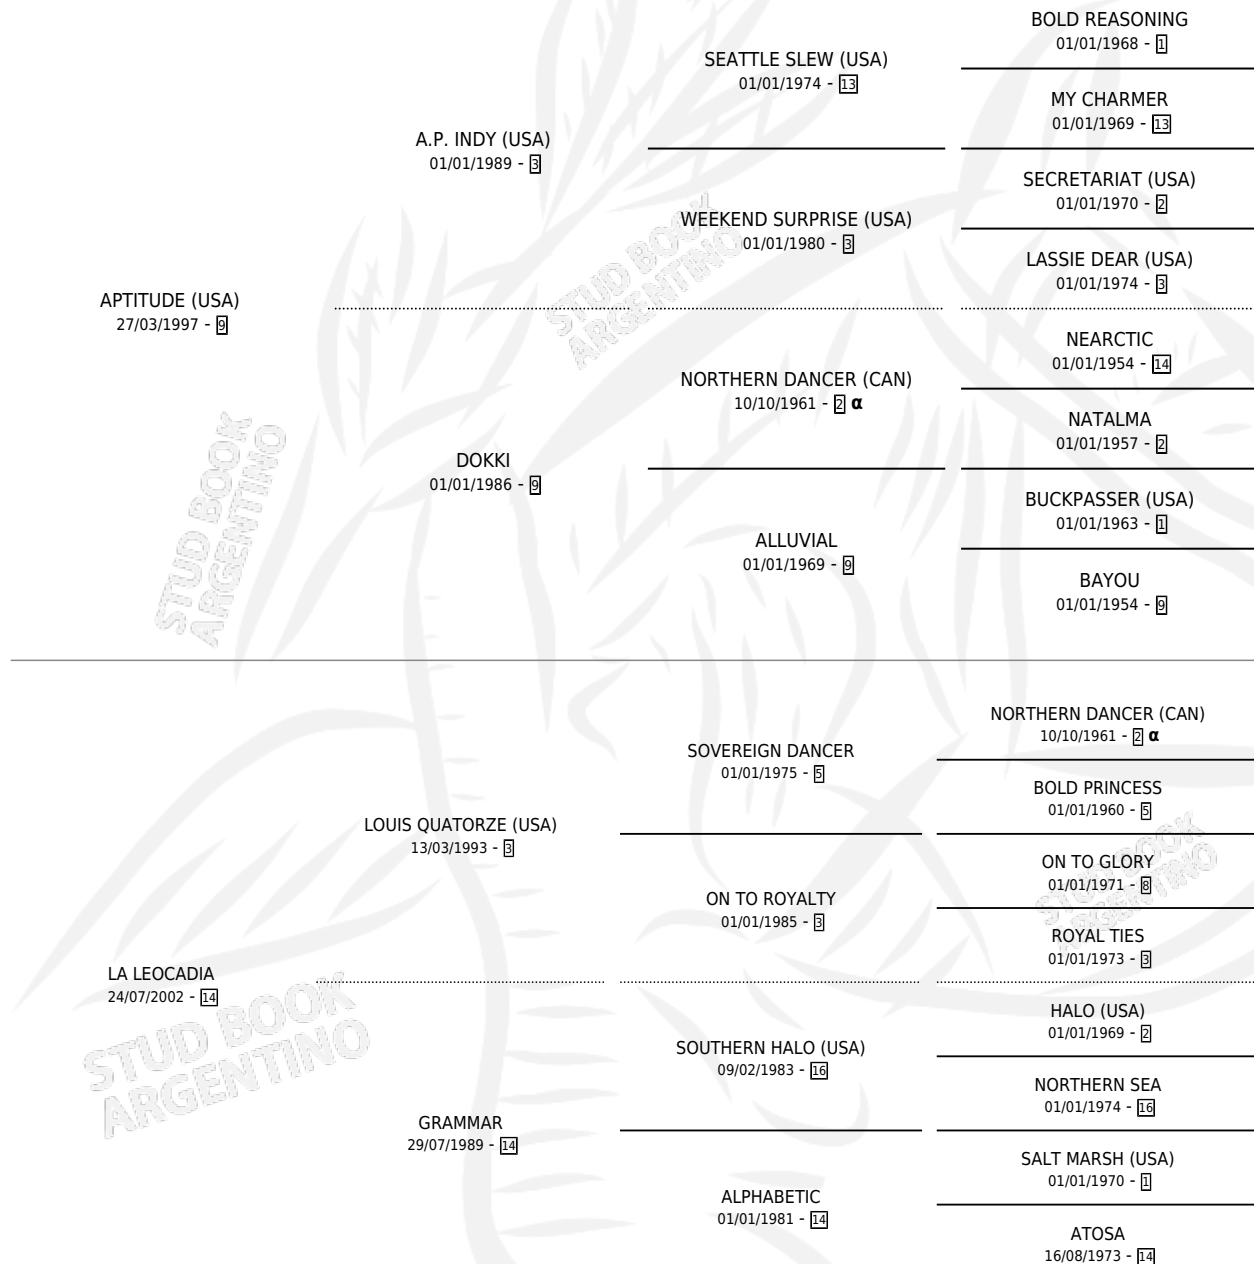 BOLD REASONING
01/01/1968 - 1
SEATTLE SLEW (USA)
01/01/1974 - 13
MY CHARMER
01/01/1969 - 13
A.P. INDY (USA)
01/01/1989 - 3
SECRETARIAT (USA)
01/01/1970 - 2
WEEKEND SURPRISE (USA)
01/01/1980 - 3
LASSIE DEAR (USA)
01/01/1974 - 3
APTITUDE (USA)
27/03/1997 - 9
NEARCTIC
01/01/1954 - 14
NORTHERN DANCER (CAN)
10/10/1961 - 2 α
NATALMA
01/01/1957 - 2
DOKKI
01/01/1986 - 9
BUCKPASSER (USA)
01/01/1963 - 1
ALLUVIAL
01/01/1969 - 9
BAYOU
01/01/1954 - 9
NORTHERN DANCER (CAN)
10/10/1961 - 2 α
SOVEREIGN DANCER
01/01/1975 - 5
BOLD PRINCESS
01/01/1960 - 5
LOUIS QUATORZE (USA)
13/03/1993 - 3
ON TO GLORY
01/01/1971 - 8
ON TO ROYALTY
01/01/1985 - 3
ROYAL TIES
01/01/1973 - 3
LA LEOCADIA
24/07/2002 - 14
HALO (USA)
01/01/1969 - 2
SOUTHERN HALO (USA)
09/02/1983 - 16
NORTHERN SEA
01/01/1974 - 16
GRAMMAR
29/07/1989 - 14
SALT MARSH (USA)
01/01/1970 - 1
ALPHABETIC
01/01/1981 - 14
ATOSA
16/08/1973 - 14
STUD BOOK
ARGENTINO
STUD BOOK
ARGENTINO
STUD BOOK
ARGENTINO
STUD BOOK
ARGENTINO